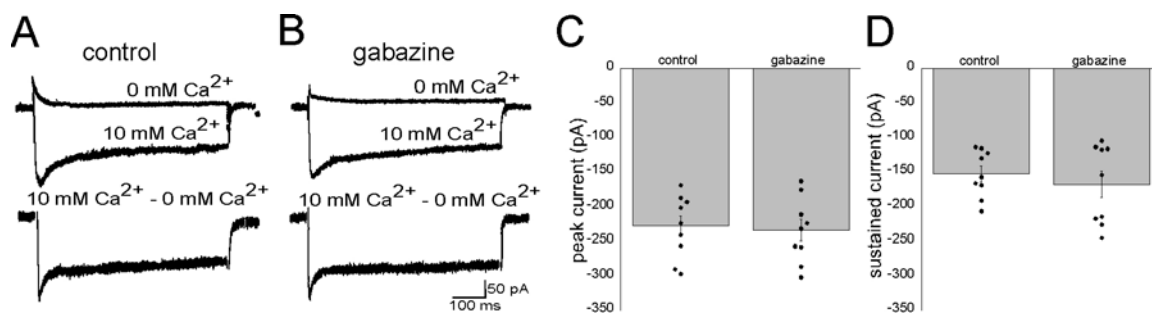 A
control
0 mM Ca2+
10 mM Ca2+
10 mM Ca2+ - 0 mM Ca2+
B
gabazine
0 mM Ca2+
10 mM Ca2+
10 mM Ca2+ - 0 mM Ca2+
50 pA
100 ms
C
control
gabazine
peak current (pA)
0
-50
-100
-150
-200
-250
-300
-350
D
control
gabazine
sustained current (pA)
0
-50
-100
-150
-200
-250
-300
-350